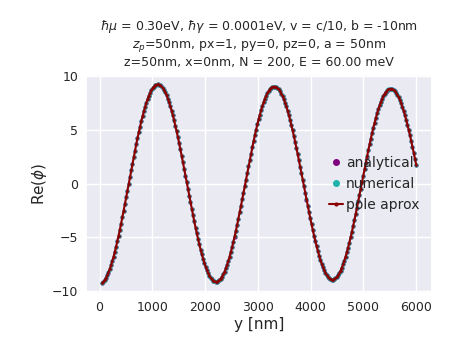 ℏμ = 0.30eV, ℏγ = 0.0001eV, v = c/10, b = -10nm
z_p=50nm, px=1, py=0, pz=0, a = 50nm
z=50nm, x=0nm, N = 200, E = 60.00 meV
10
5
0
−5
−10
Re(ϕ)
analytical
numerical
pole aprox
0 1000 2000 3000 4000 5000 6000
y [nm]